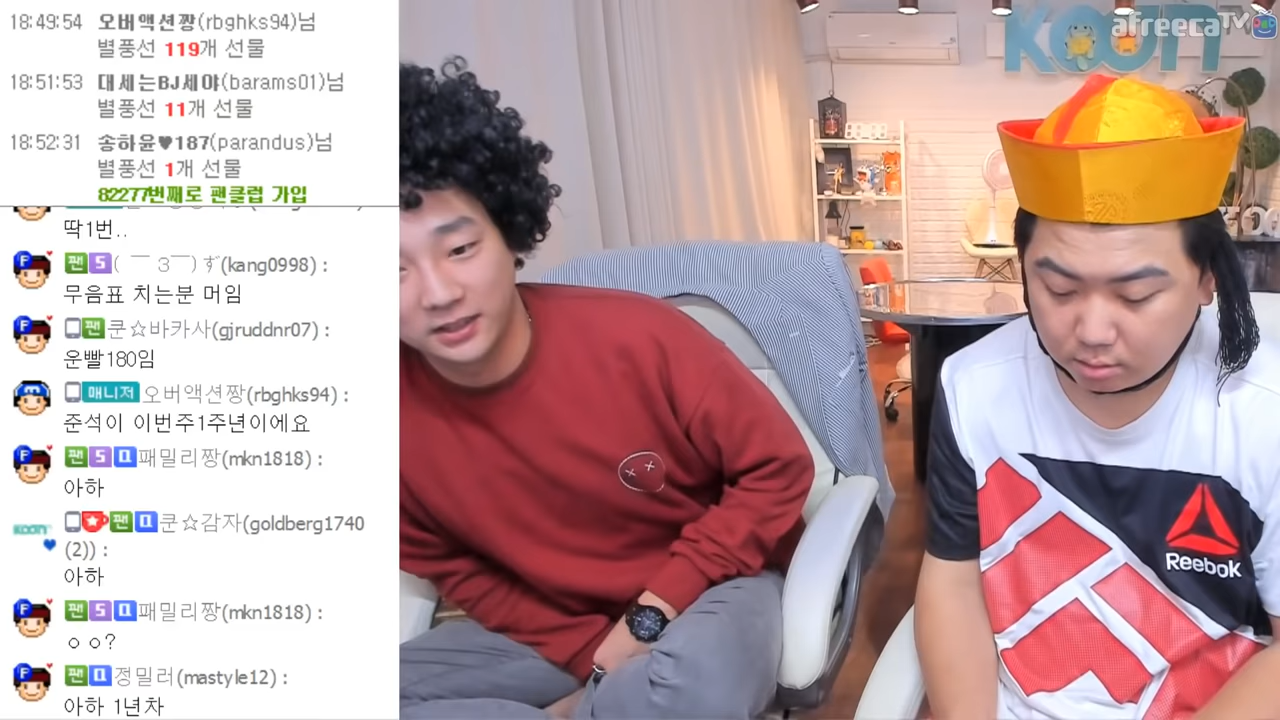 18:49:54 오버액션짱(rbghks94)님
별풍선 119개 선물
18:51:53 대세는BJ세야(barams01)님
별풍선 11개 선물
18:52:31 송하윤♥187(parandus)님
별풍선 1개 선물
82277번째로 팬클럽 가입
딱1번..
팬 5 (￣ 3￣)ず(kang0998) :
무음표 치는분 머임
팬 쿤☆바카사(gjruddnr07) :
운빨180임
매니저 오버액션짱(rbghks94) :
준석이 이번주1주년이에요
팬 5 Q 패밀리짱(mkn1818) :
아하
팬 Q 쿤☆감자(goldberg1740
(2)) :
아하
팬 5 Q 패밀리짱(mkn1818) :
ㅇㅇ?
팬 Q 정밀러(mastyle12) :
아하 1년차
KOON
afreecaTV
Reebok